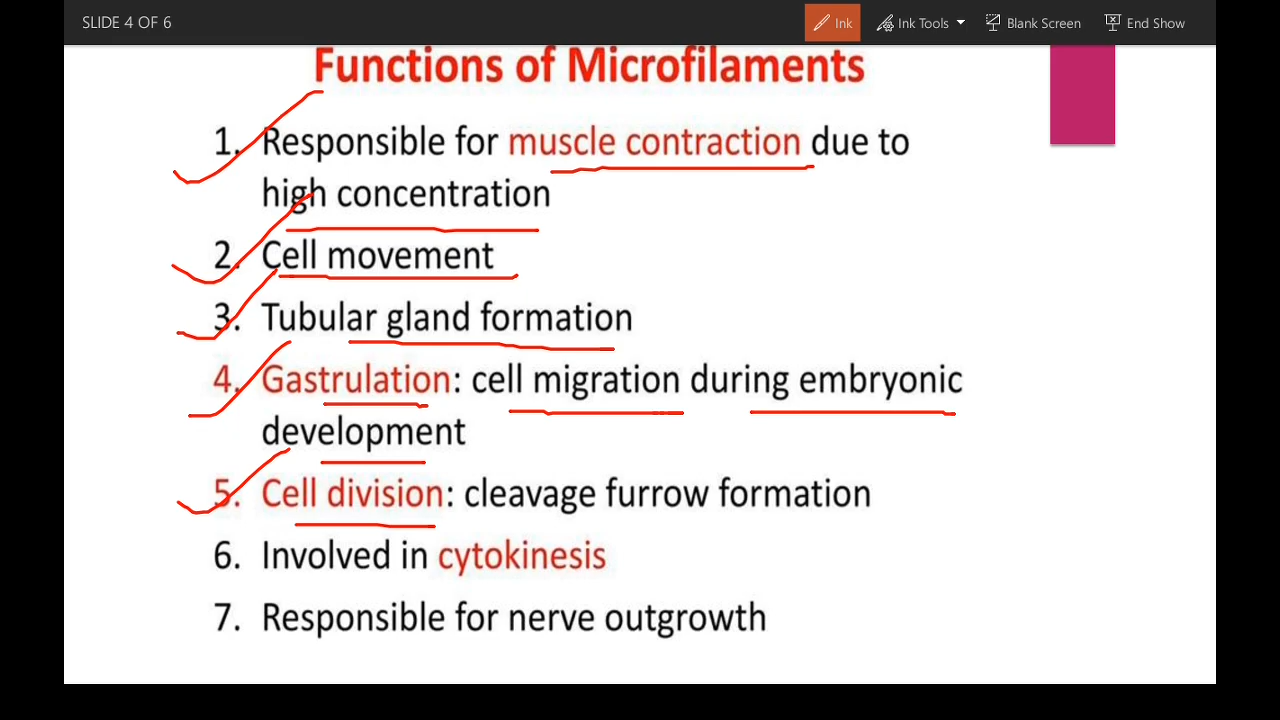 SLIDE 4 OF 6
Ink
Ink Tools
Blank Screen
End Show
Functions of Microfilaments
1. Responsible for muscle contraction due to
high concentration
2. Cell movement
3. Tubular gland formation
4. Gastrulation: cell migration during embryonic
development
5. Cell division: cleavage furrow formation
6. Involved in cytokinesis
7. Responsible for nerve outgrowth